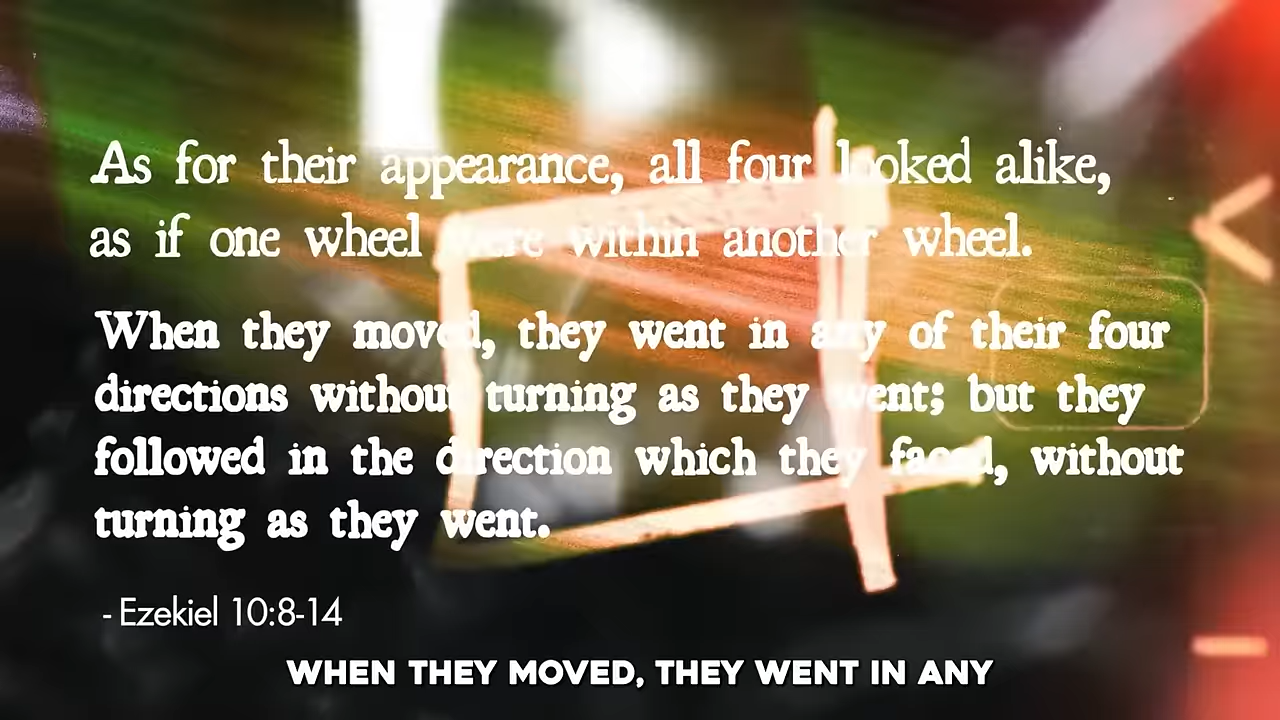 As for their appearance, all four looked alike,
as if one wheel were within another wheel.
When they moved, they went in any of their four
directions without turning as they went; but they
followed in the direction which they faced, without
turning as they went.
- Ezekiel 10:8-14
WHEN THEY MOVED, THEY WENT IN ANY